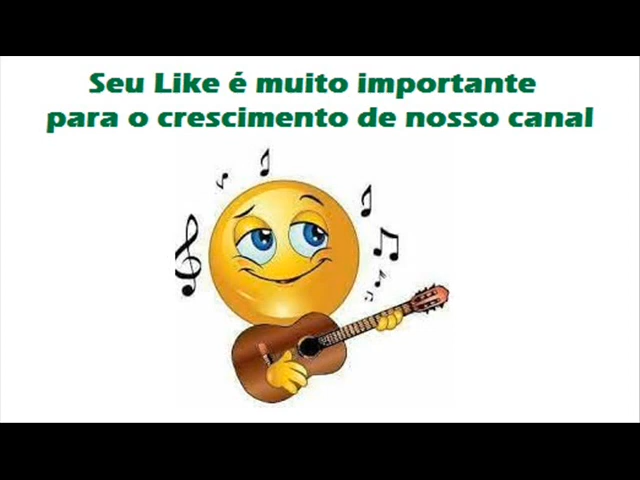 Seu Like é muito importante
para o crescimento de nosso canal